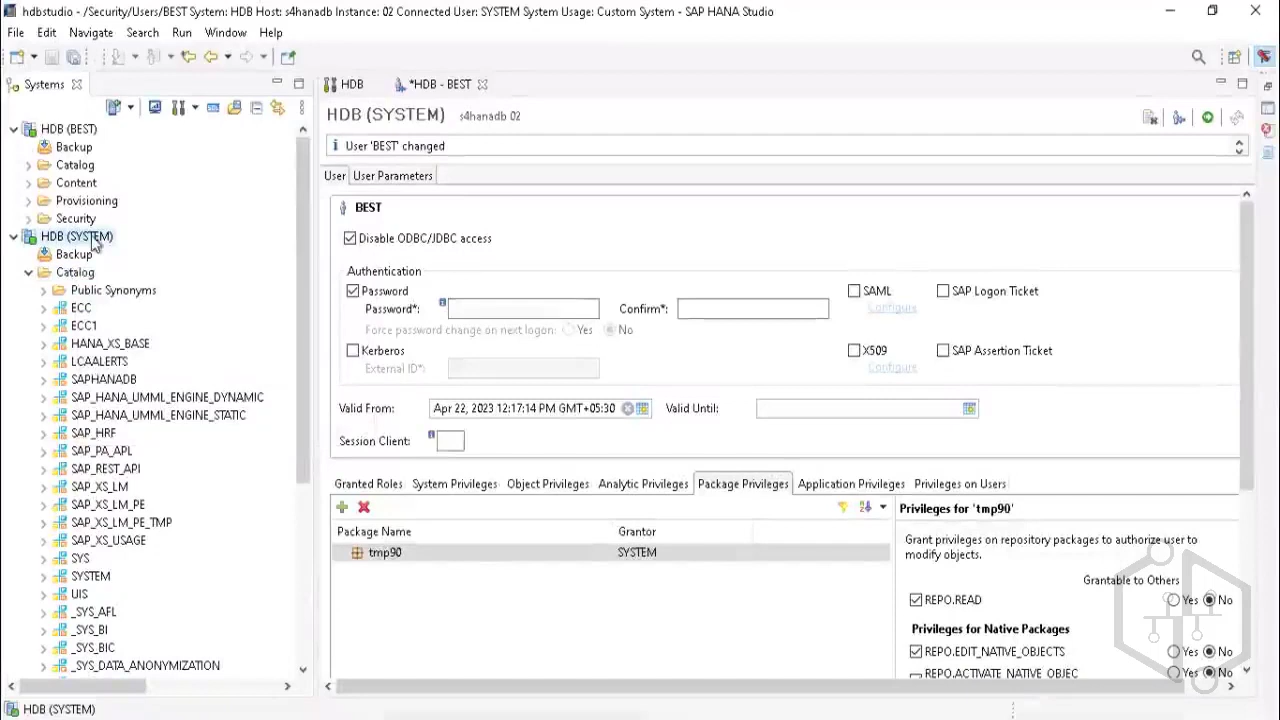 hdbstudio - /Security/Users/BEST System: HDB Host: s4hanadb Instance: 02 Connected User: SYSTEM System Usage: Custom System - SAP HANA Studio
File Edit Navigate Search Run Window Help
Systems
HDB (BEST)
Backup
Catalog
Content
Provisioning
Security
HDB (SYSTEM)
Backup
Catalog
Public Synonyms
ECC
ECC1
HANA_XS_BASE
LCAALERTS
SAPHANADB
SAP_HANA_UMML_ENGINE_DYNAMIC
SAP_HANA_UMML_ENGINE_STATIC
SAP_HRF
SAP_PA_APL
SAP_REST_API
SAP_XS_LM
SAP_XS_LM_PE
SAP_XS_LM_PE_TMP
SAP_XS_USAGE
SYS
SYSTEM
UIS
_SYS_AFL
_SYS_BI
_SYS_BIC
_SYS_DATA_ANONYMIZATION
HDB *HDB - BEST
HDB (SYSTEM) s4hanadb 02
User 'BEST' changed
User User Parameters
BEST
Disable ODBC/JDBC access
Authentication
Password SAML SAP Logon Ticket
Password*: Confirm*: Configure
Force password change on next logon: Yes No
Kerberos X509 SAP Assertion Ticket
External ID*: Configure
Valid From: Apr 22, 2023 12:17:14 PM GMT+05:30 Valid Until:
Session Client:
Granted Roles System Privileges Object Privileges Analytic Privileges Package Privileges Application Privileges Privileges on Users
Package Name Grantor
tmp90 SYSTEM
Privileges for 'tmp90'
Grant privileges on repository packages to authorize user to
modify objects.
Grantable to Others
REPO.READ Yes No
Privileges for Native Packages
REPO.EDIT_NATIVE_OBJECTS Yes No
REPO.ACTIVATE_NATIVE_OBJEC Yes No
HDB (SYSTEM)